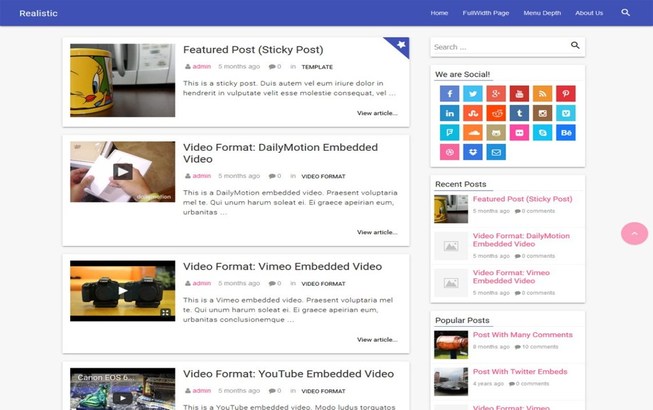 Realistic
Home FullWidth Page Menu Depth About Us
Featured Post (Sticky Post)
admin 5 months ago 0 in TEMPLATE
This is a sticky post. Duis autem vel eum iriure dolor in
hendrerit in vulputate velit esse molestie consequat, vel ...
View article...
Video Format: DailyMotion Embedded
Video
admin 5 months ago 0 in VIDEO FORMAT
This is a DailyMotion embedded video. Praesent voluptaria
mel te. Qui unum harum soleat ei. Ei graece apeirian eum,
urbanitas ...
View article...
Video Format: Vimeo Embedded Video
admin 5 months ago 0 in VIDEO FORMAT
This is a Vimeo embedded video. Praesent voluptaria mel
te. Qui unum harum soleat ei. Ei graece apeirian eum,
urbanitas conclusionemque ...
View article...
Canon EOS 6...
Video Format: YouTube Embedded Video
admin 5 months ago 0 in VIDEO FORMAT
This is a YouTube embedded video. Modo ludus torquatos
Search ...
We are Social!
Recent Posts
Featured Post (Sticky Post)
5 months ago 0 comments
Video Format: DailyMotion
Embedded Video
5 months ago 0 comments
Video Format: Vimeo
Embedded Video
5 months ago 0 comments
Popular Posts
Post With Many Comments
8 months ago 10 comments
Post With Twitter Embeds
4 years ago 0 comments
Video Format: Vimeo